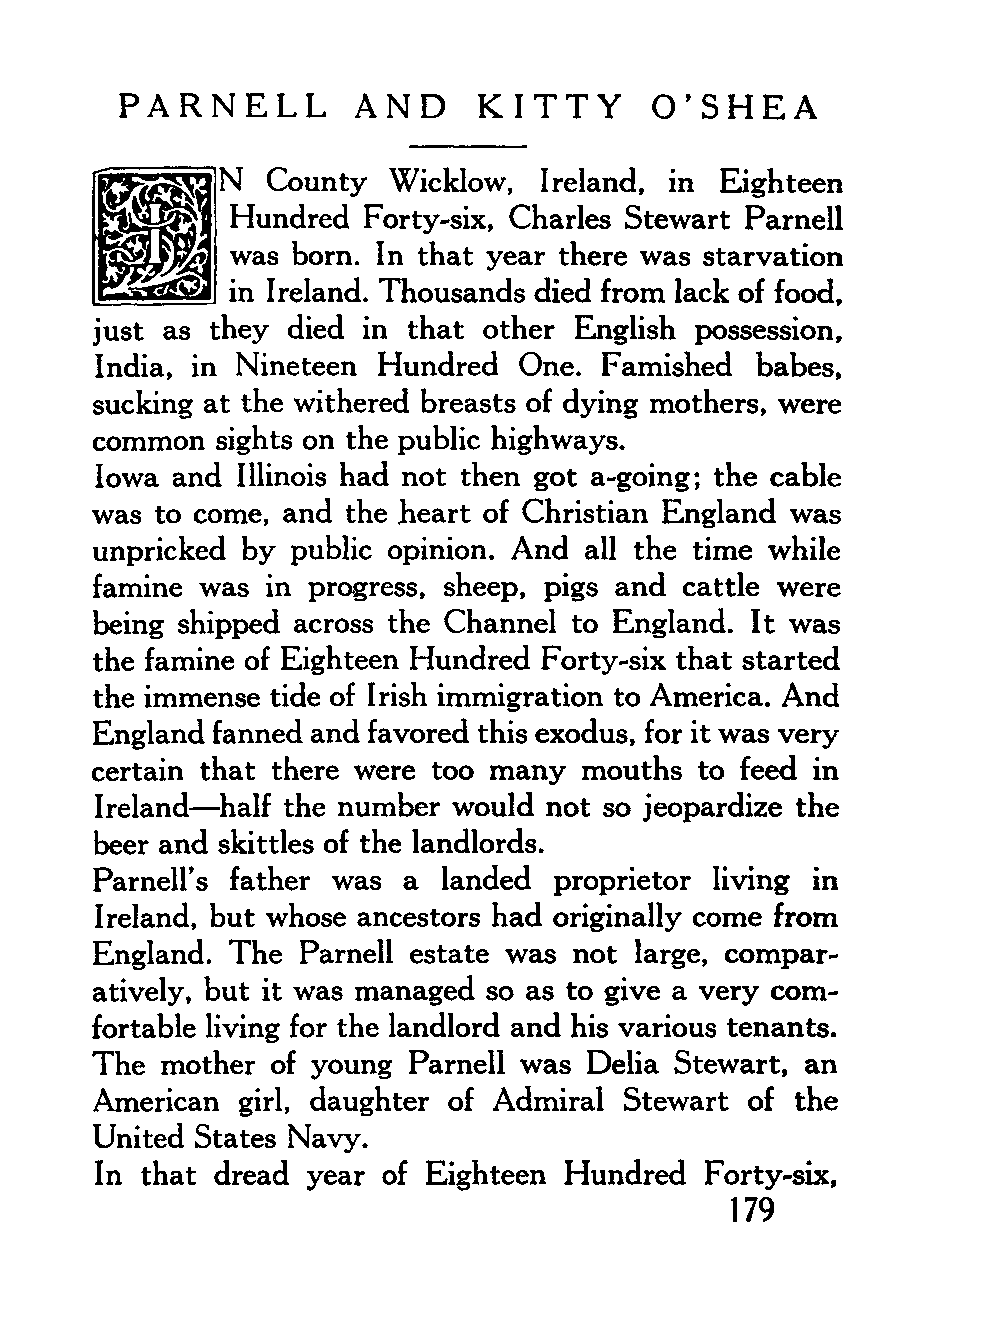 PARNELL AND KITTY O'SHEA
IN County Wicklow, Ireland, in Eighteen
Hundred Forty-six, Charles Stewart Parnell
was born. In that year there was starvation
in Ireland. Thousands died from lack of food,
just as they died in that other English possession,
India, in Nineteen Hundred One. Famished babes,
sucking at the withered breasts of dying mothers, were
common sights on the public highways.
Iowa and Illinois had not then got a-going; the cable
was to come, and the heart of Christian England was
unpricked by public opinion. And all the time while
famine was in progress, sheep, pigs and cattle were
being shipped across the Channel to England. It was
the famine of Eighteen Hundred Forty-six that started
the immense tide of Irish immigration to America. And
England fanned and favored this exodus, for it was very
certain that there were too many mouths to feed in
Ireland—half the number would not so jeopardize the
beer and skittles of the landlords.
Parnell's father was a landed proprietor living in
Ireland, but whose ancestors had originally come from
England. The Parnell estate was not large, compar-
atively, but it was managed so as to give a very com-
fortable living for the landlord and his various tenants.
The mother of young Parnell was Delia Stewart, an
American girl, daughter of Admiral Stewart of the
United States Navy.
In that dread year of Eighteen Hundred Forty-six,
179